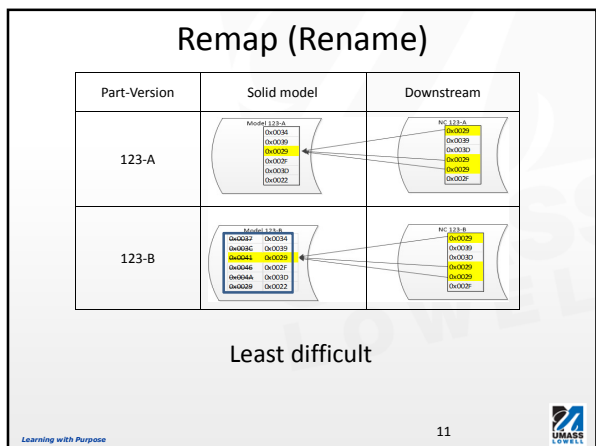 Remap (Rename)
Part-Version Solid model Downstream
123-A
Model 123-A
0x0034
0x0039
0x0029
0x002F
0x003D
0x0022
NC 123-A
0x0029
0x0039
0x003D
0x0029
0x0029
0x002F
123-B
Model 123-B
0x0037 0x0034
0x003C 0x0039
0x0041 0x0029
0x0046 0x002F
0x004A 0x003D
0x0029 0x0022
NC 123-B
0x0029
0x0039
0x003D
0x0029
0x0029
0x002F
Least difficult
Learning with Purpose
11
UMASS
LOWELL